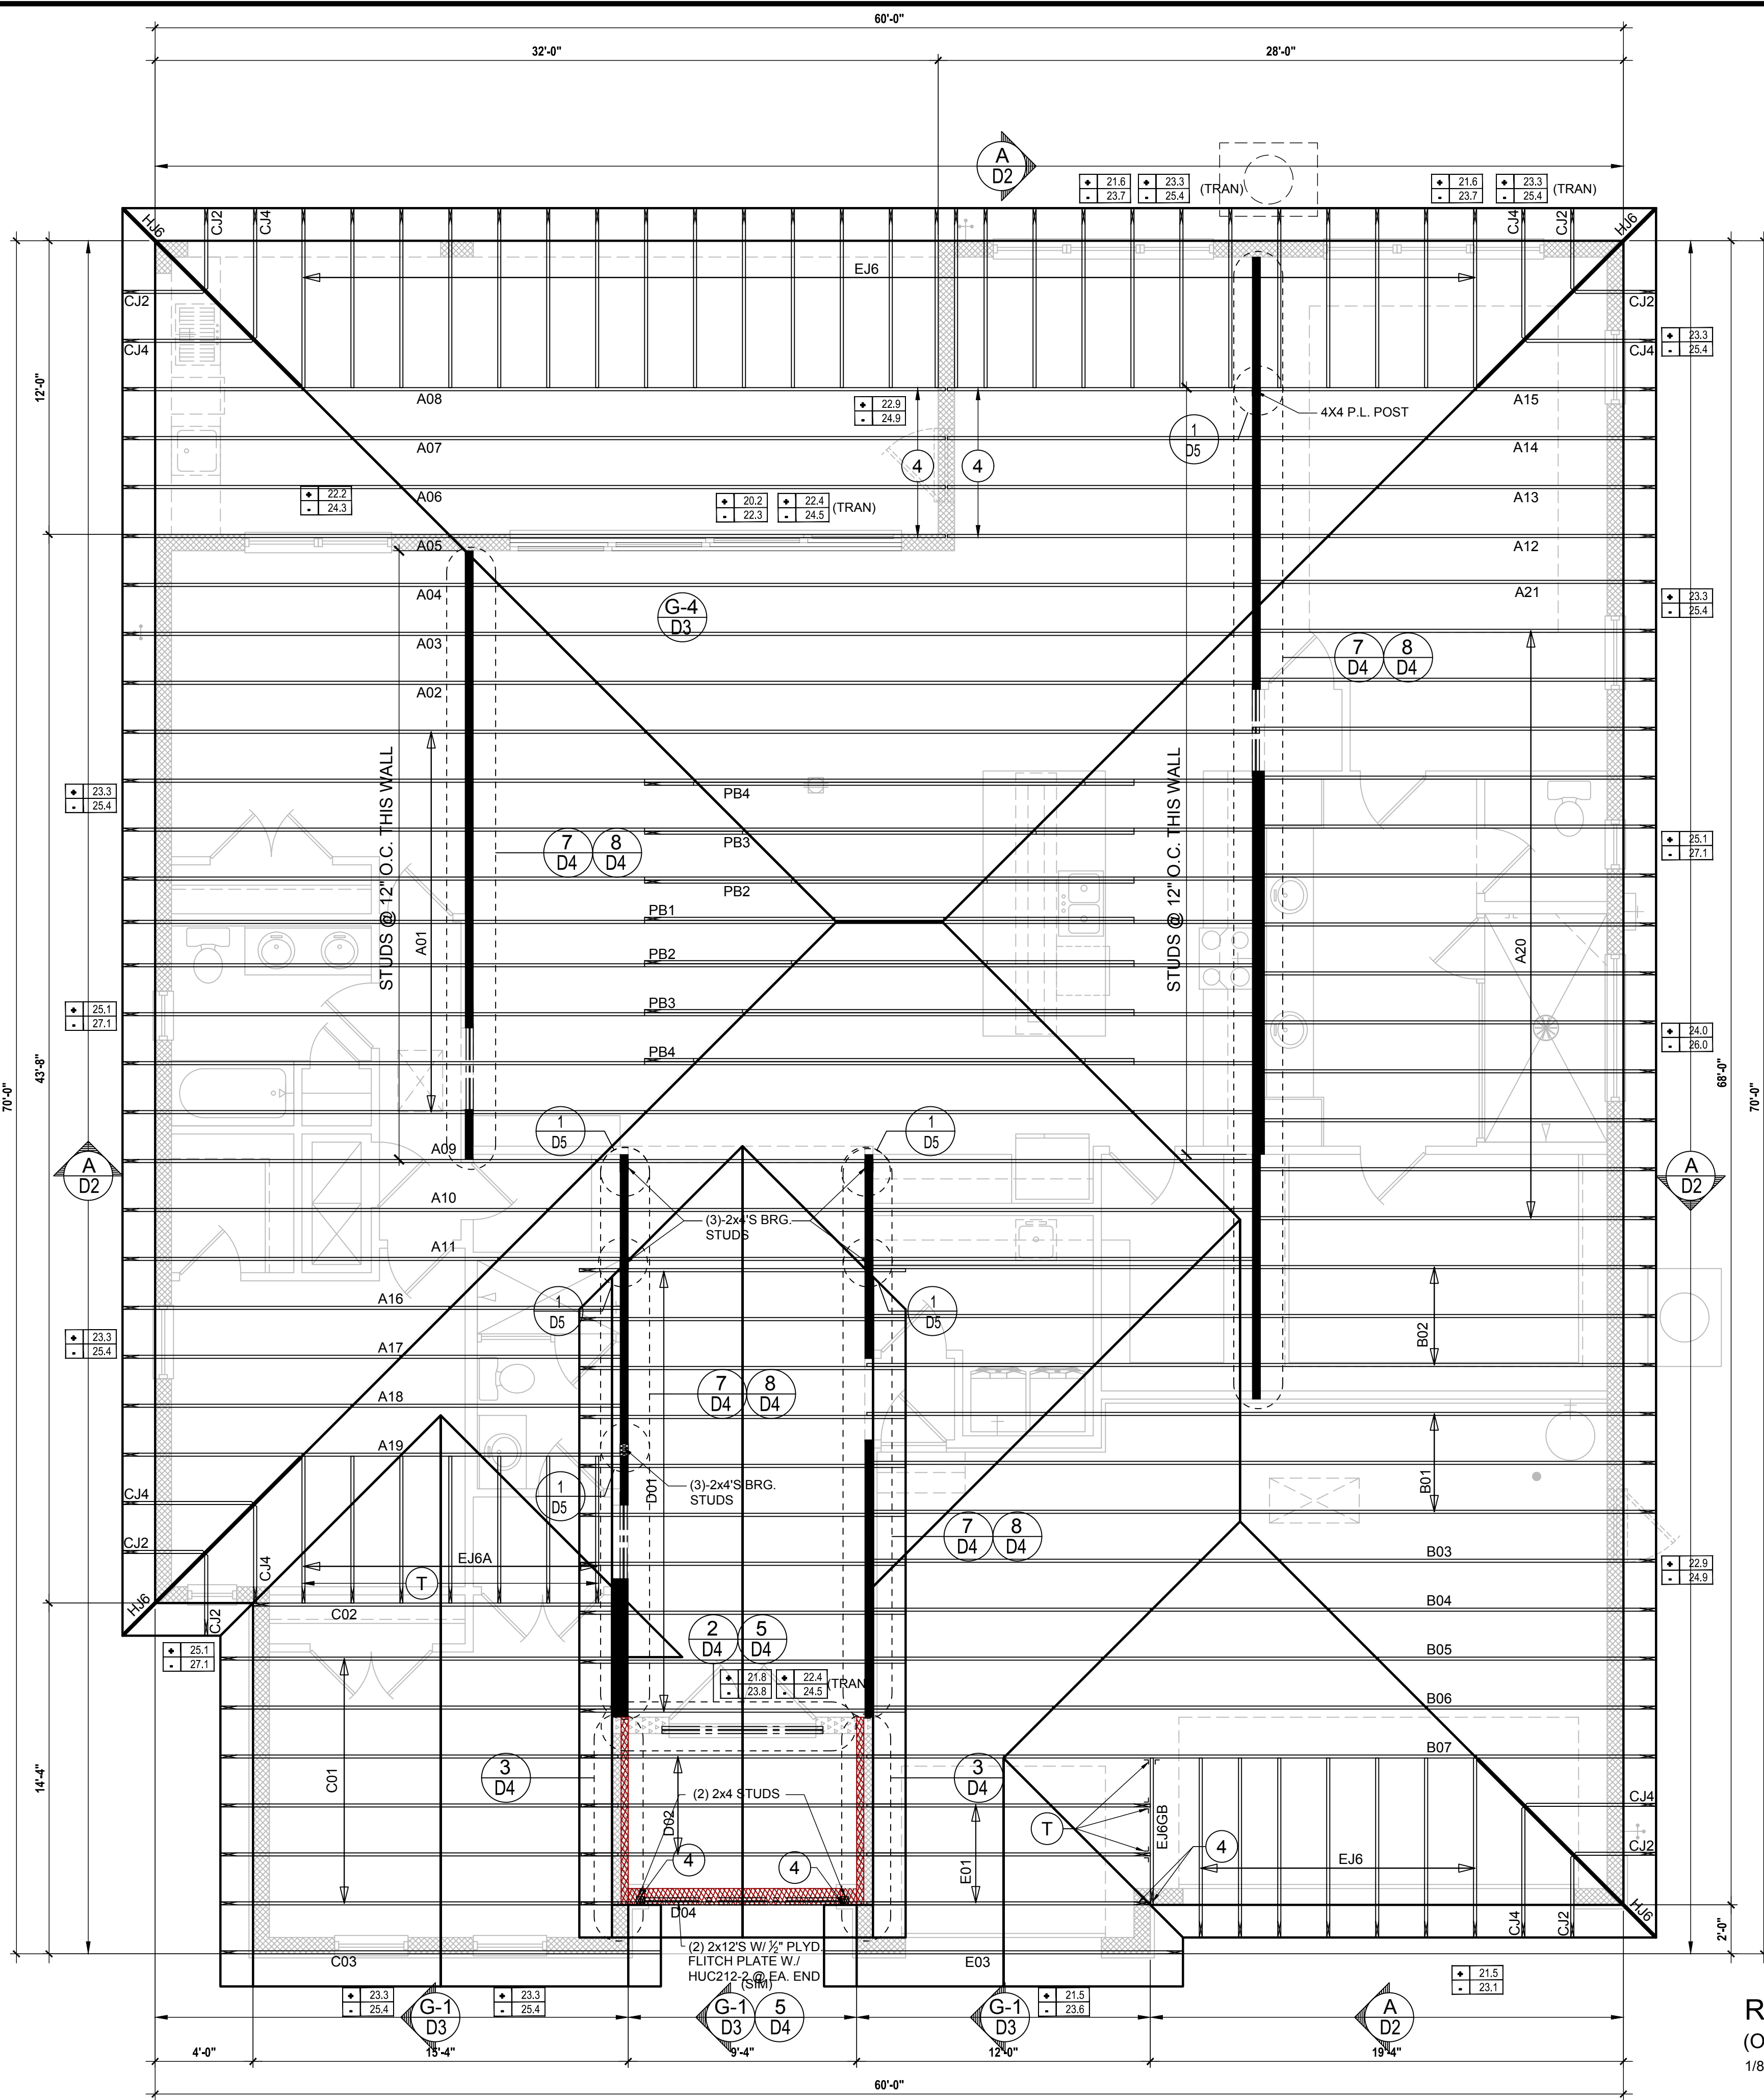 60'-0"
32'-0"
28'-0"
A
D2
+ 21.6
- 23.7
+ 23.3
- 25.4
(TRAN)
+ 21.6
- 23.7
+ 23.3
- 25.4
(TRAN)
HJ6
CJ2
CJ4
CJ4
CJ2
HJ6
EJ6
CJ2
CJ2
+ 23.3
- 25.4
CJ4
CJ4
12'-0"
A08
+ 22.9
- 24.9
4X4 P.L. POST
A15
1
D5
A07
A14
4
4
A06
+ 22.2
- 24.3
+ 20.2
- 22.3
+ 22.4
- 24.5
(TRAN)
A13
A05
A12
A04
A21
+ 23.3
- 25.4
G-4
D3
A03
7
D4
8
D4
A02
STUDS @ 12" O.C. THIS WALL
STUDS @ 12" O.C. THIS WALL
+ 23.3
- 25.4
PB4
7
D4
8
D4
PB3
+ 25.1
- 27.1
PB2
PB1
A01
PB2
A20
PB3
+ 25.1
- 27.1
+ 24.0
- 26.0
PB4
43'-8"
70'-0"
68'-0"
70'-0"
1
D5
1
D5
A09
A
D2
A
D2
A10
(3)-2x4'S BRG.
STUDS
A11
A16
1
D5
1
D5
+ 23.3
- 25.4
A17
B02
7
D4
8
D4
A18
A19
B01
D01
(3)-2x4'S BRG.
STUDS
1
D5
CJ4
7
D4
8
D4
CJ2
CJ4
EJ6A
T
B03
+ 22.9
- 24.9
HJ6
CJ2
C02
B04
2
D4
5
D4
+ 25.1
- 27.1
B05
+ 21.8
- 23.8
+ 22.4
- 24.5
(TRAN
B06
B07
14'-4"
C01
3
D4
3
D4
(2) 2x4 STUDS
D02
CJ4
T
EJ6GB
4
CJ2
4
4
E01
EJ6
D04
CJ4
CJ2
HJ6
2'-0"
C03
(2) 2x12'S W/ ½" PLYD.
FLITCH PLATE W./
HUC212-2 @ EA. END
(SIM)
E03
+ 21.5
- 23.1
+ 23.3
- 25.4
+ 23.3
- 25.4
+ 21.5
- 23.6
G-1
D3
G-1
D3
5
D4
G-1
D3
A
D2
R
(O
1/8
4'-0"
15'-4"
9'-4"
12'-0"
19'-4"
60'-0"